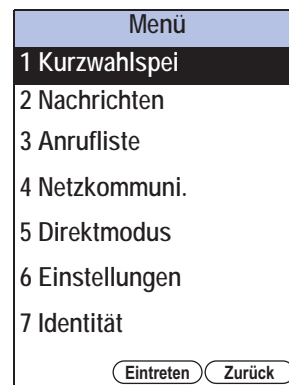 Menü
1 Kurzwahlspei
2 Nachrichten
3 Anrufliste
4 Netzkommuni.
5 Direktmodus
6 Einstellungen
7 Identität
Eintreten Zurück